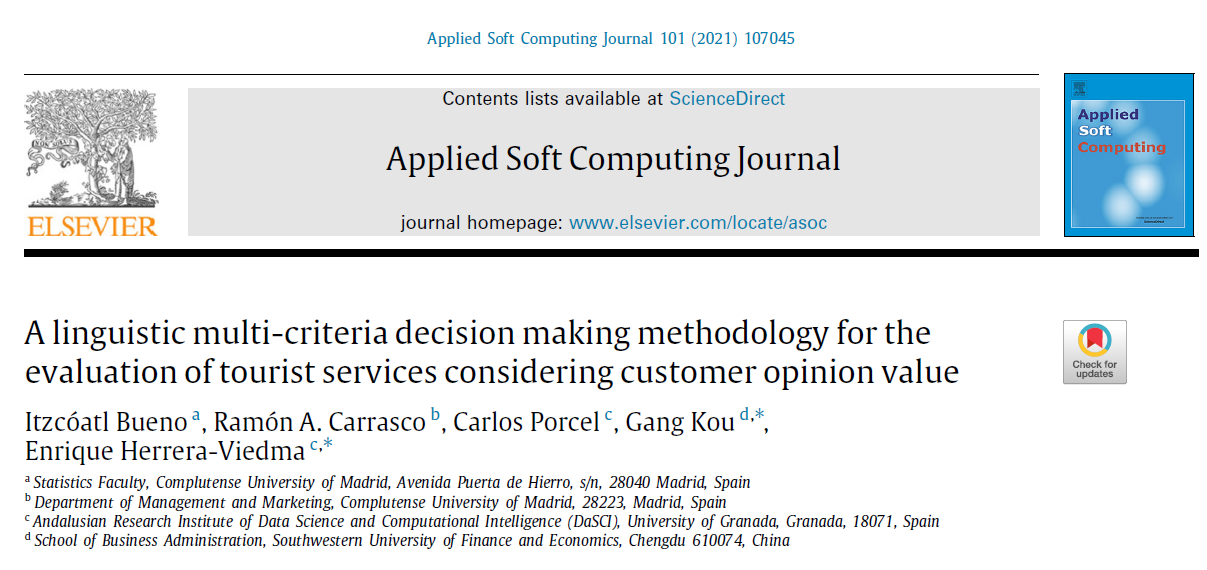 Applied Soft Computing Journal 101 (2021) 107045
Contents lists available at ScienceDirect
Applied Soft Computing Journal
journal homepage: www.elsevier.com/locate/asoc
ELSEVIER
Applied
Soft
Computing
A linguistic multi-criteria decision making methodology for the
evaluation of tourist services considering customer opinion value
Check for
updates
Itzcóatl Bueno a, Ramón A. Carrasco b, Carlos Porcel c, Gang Kou d,*,
Enrique Herrera-Viedma c,*
a Statistics Faculty, Complutense University of Madrid, Avenida Puerta de Hierro, s/n, 28040 Madrid, Spain
b Department of Management and Marketing, Complutense University of Madrid, 28223, Madrid, Spain
c Andalusian Research Institute of Data Science and Computational Intelligence (DaSCI), University of Granada, Granada, 18071, Spain
d School of Business Administration, Southwestern University of Finance and Economics, Chengdu 610074, China